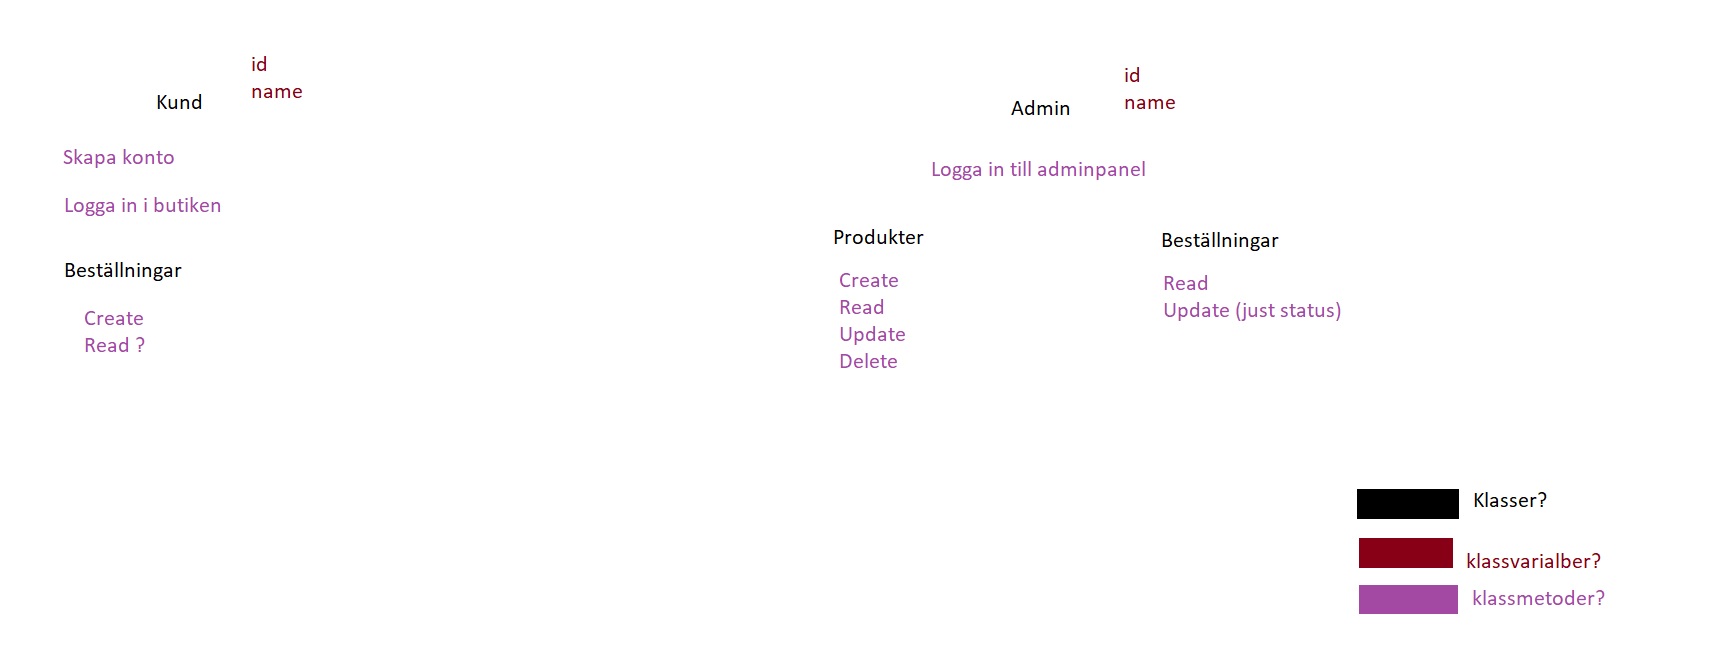 id
name
Kund
Skapa konto
Logga in i butiken
Beställningar
Create
Read ?
id
name
Admin
Logga in till adminpanel
Produkter
Create
Read
Update
Delete
Beställningar
Read
Update (just status)
Klasser?
klassvarialber?
klassmetoder?